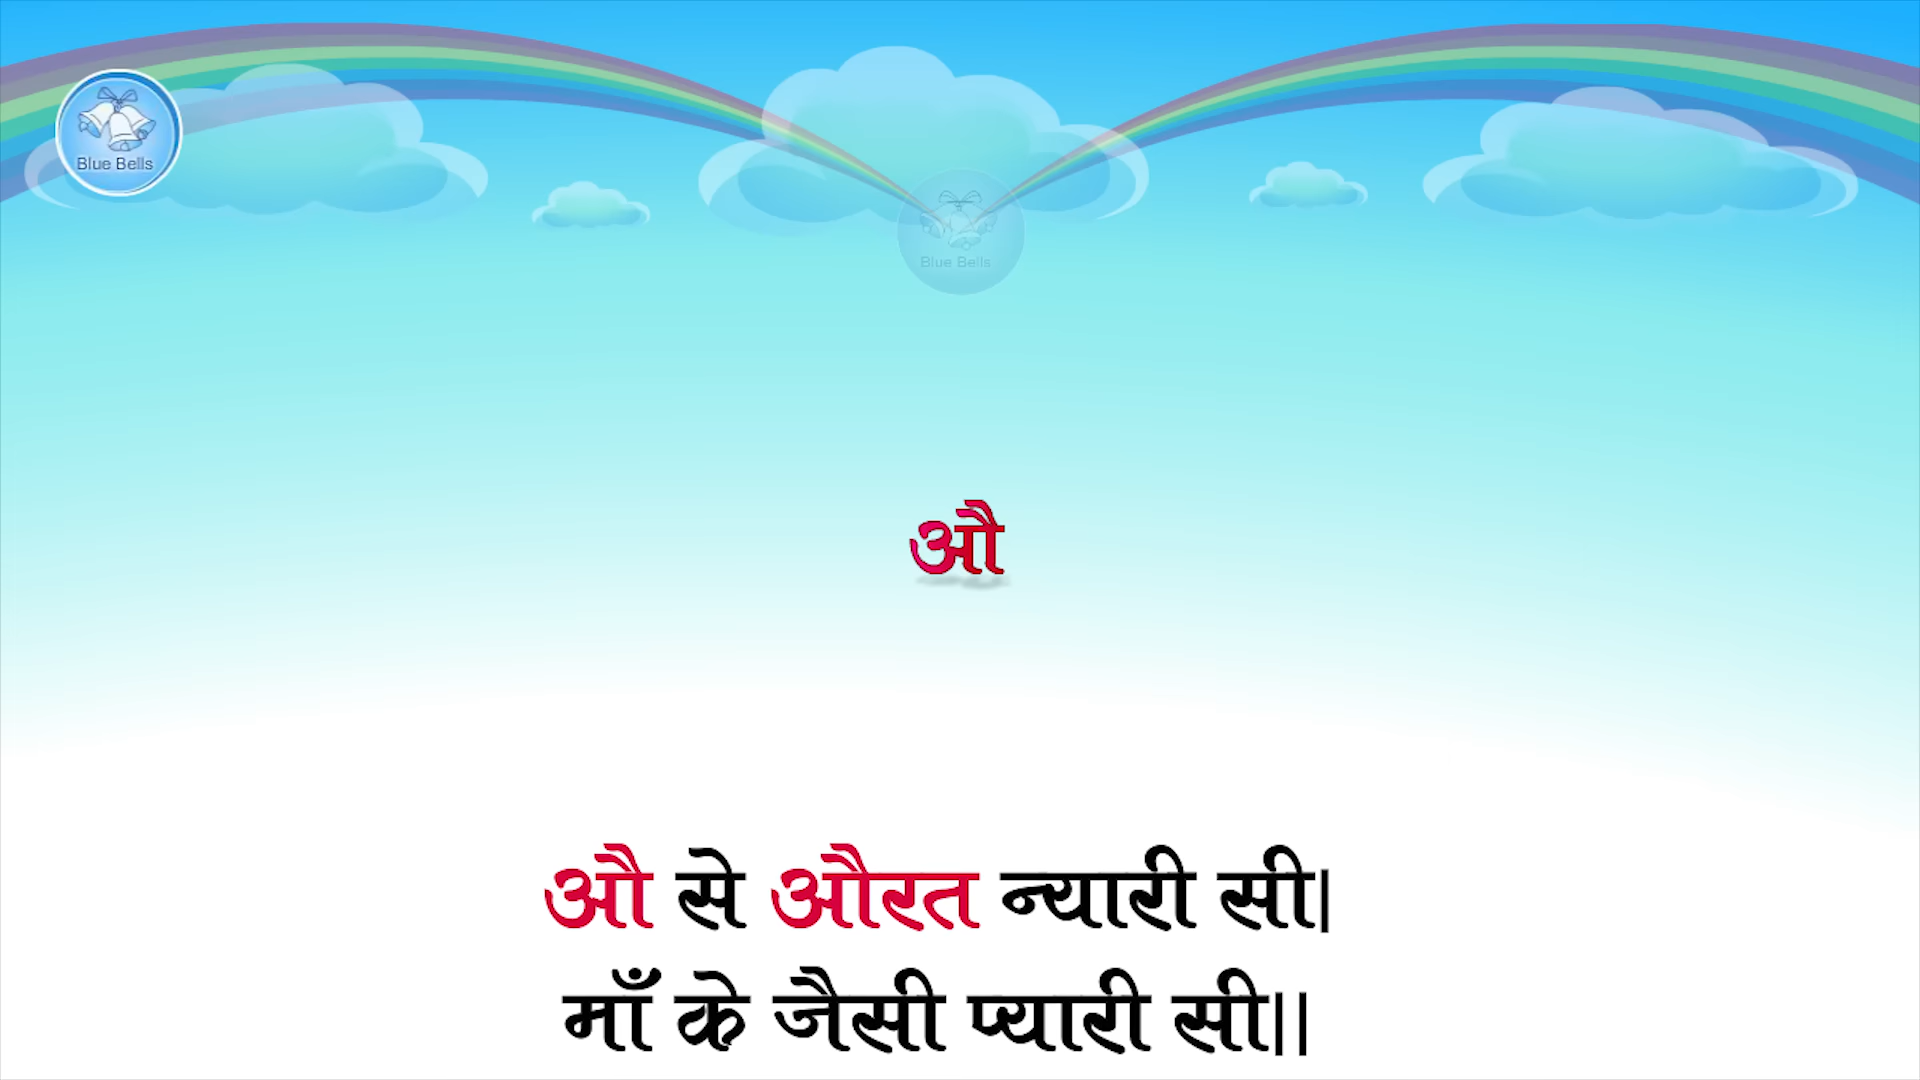 Blue Bells
Blue Bells
औ
औ से औरत न्यारी सी|
माँ के जैसी प्यारी सी||